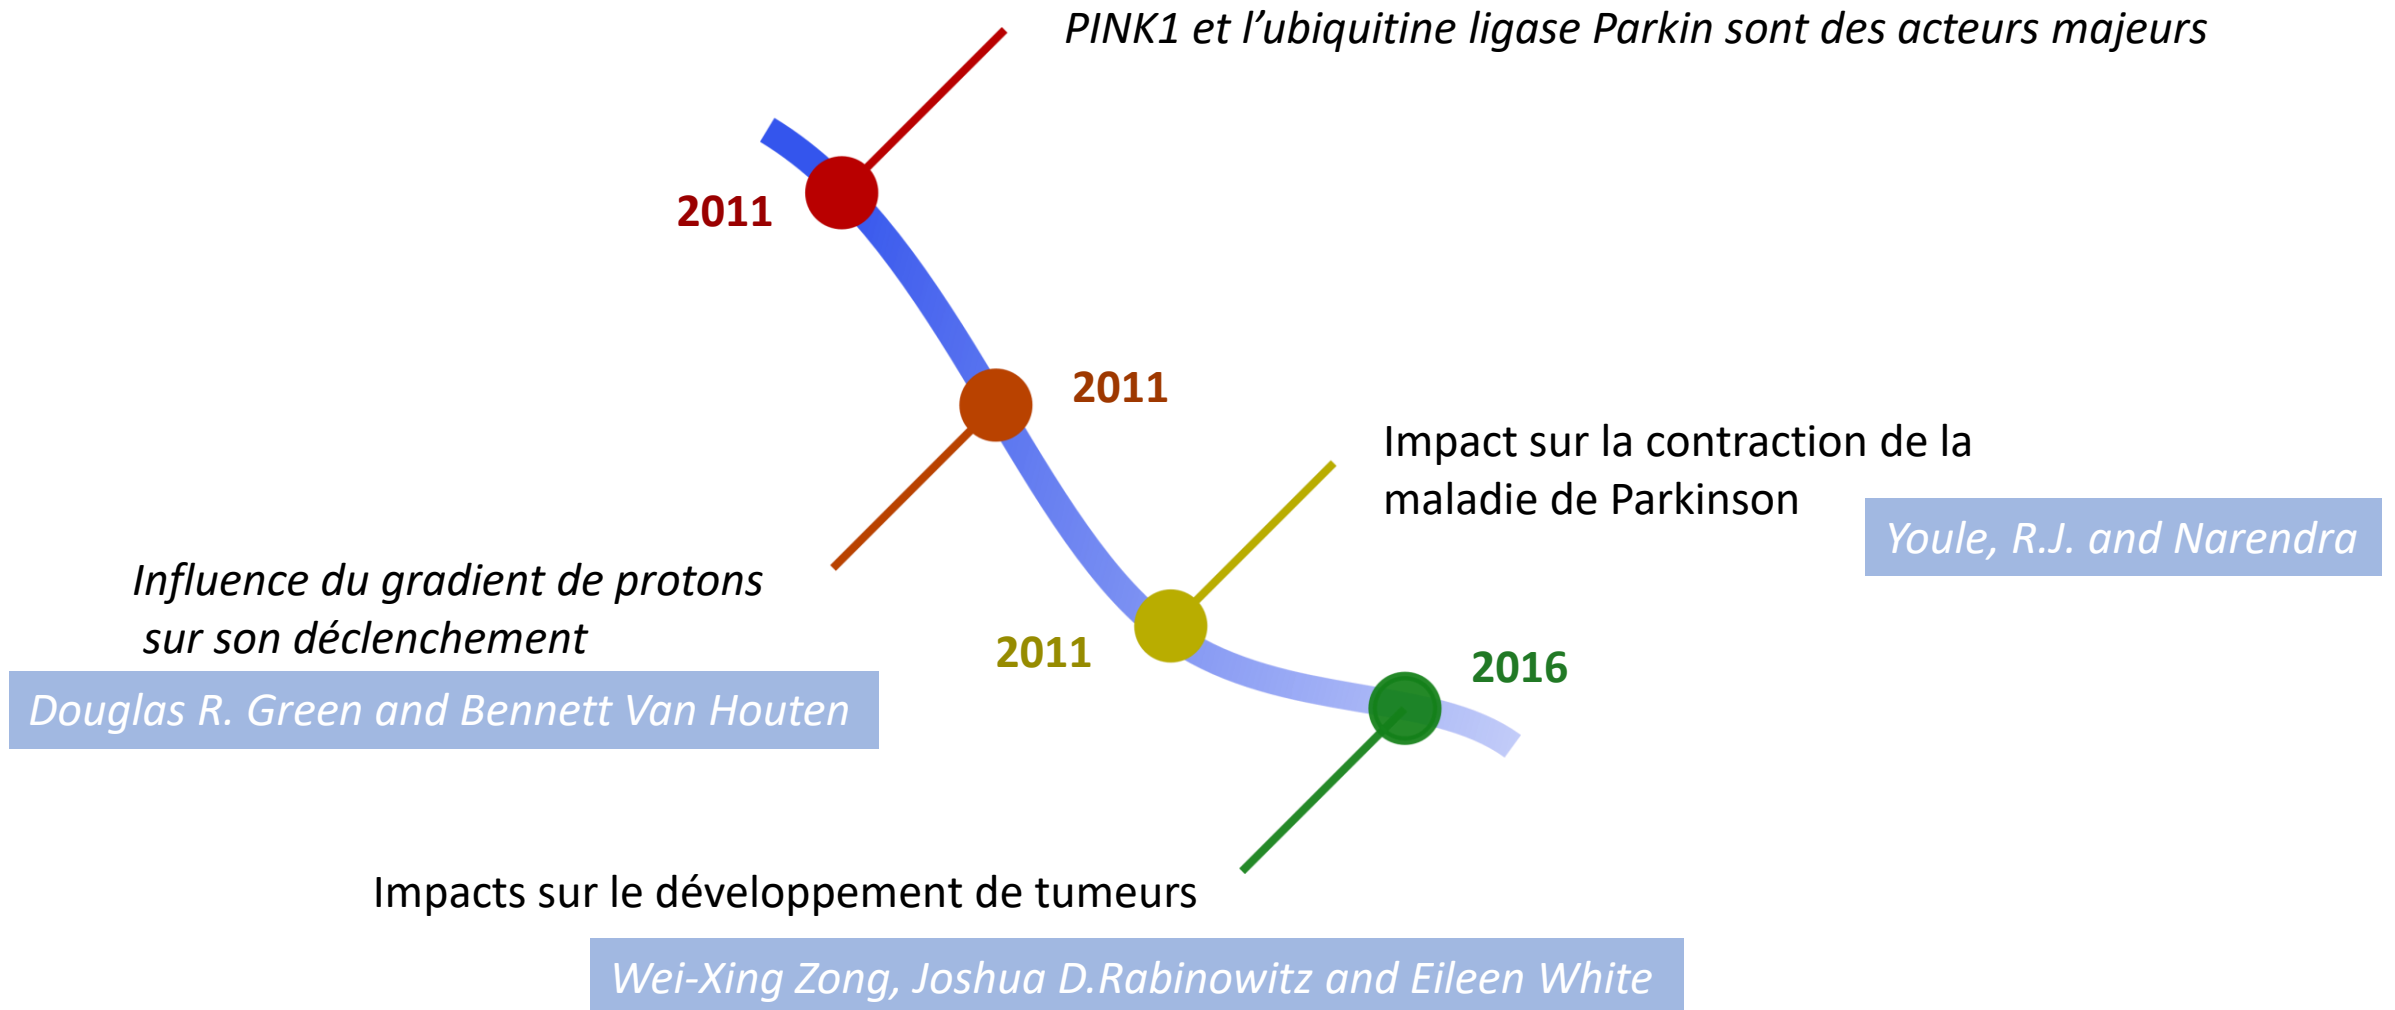 PINK1 et l’ubiquitine ligase Parkin sont des acteurs majeurs
2011
2011
Influence du gradient de protons
sur son déclenchement
Douglas R. Green and Bennett Van Houten
Impact sur la contraction de la
maladie de Parkinson
Youle, R.J. and Narendra
2011
2016
Impacts sur le développement de tumeurs
Wei-Xing Zong, Joshua D.Rabinowitz and Eileen White